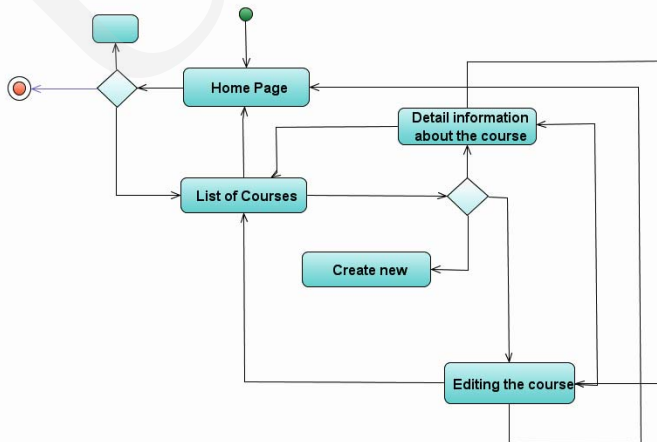 Home Page
Detail information
about the course
List of Courses
Create new
Editing the course